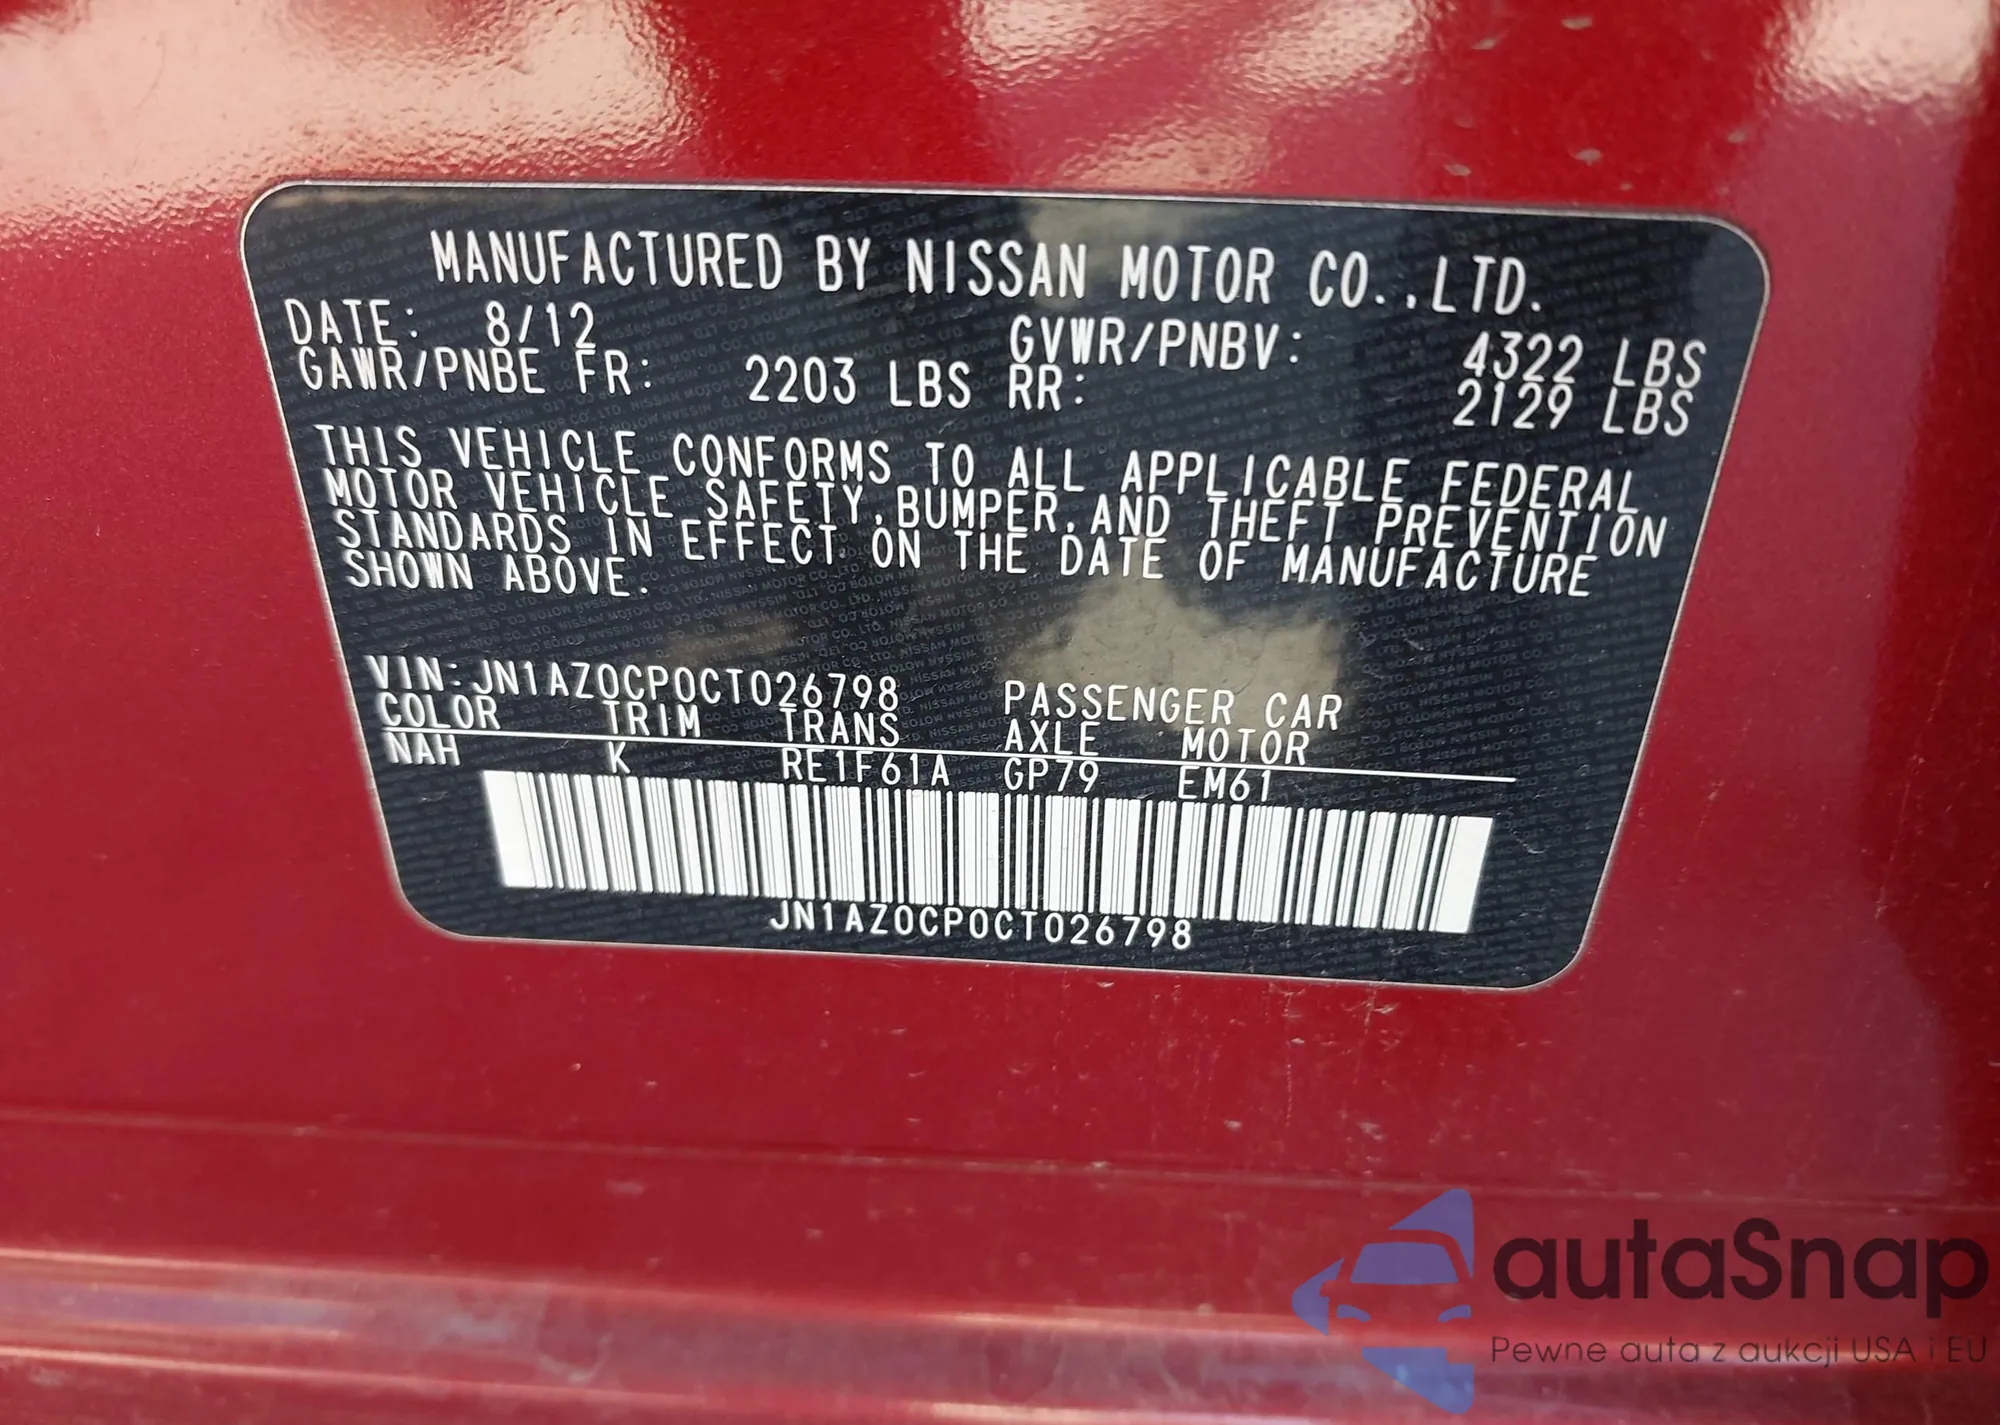 MANUFACTURED BY NISSAN MOTOR CO.,LTD.
DATE: 8/12 GVWR/PNBV: 4322 LBS
GAWR/PNBE FR: 2203 LBS RR: 2129 LBS
THIS VEHICLE CONFORMS TO ALL APPLICABLE FEDERAL
MOTOR VEHICLE SAFETY,BUMPER,AND THEFT PREVENTION
STANDARDS IN EFFECT ON THE DATE OF MANUFACTURE
SHOWN ABOVE.
VIN:JN1AZ0CP0CT026798 PASSENGER CAR
COLOR TRIM TRANS AXLE MOTOR
NAH K RE1F61A GP79 EM61
JN1AZ0CP0CT026798
autaSnap
Pewne auta z aukcji USA i EU